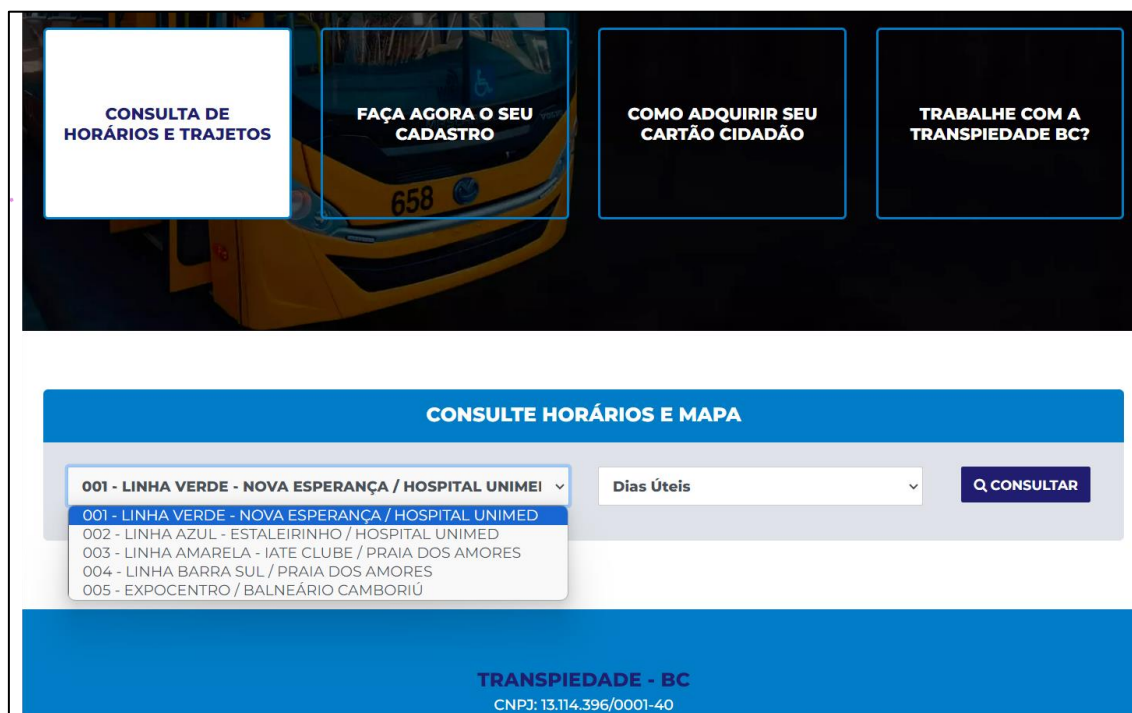 CONSULTA DE
HORÁRIOS E TRAJETOS
FAÇA AGORA O SEU
CADASTRO
COMO ADQUIRIR SEU
CARTÃO CIDADÃO
TRABALHE COM A
TRANSPIEDADE BC?
658
CONSULTE HORÁRIOS E MAPA
001 - LINHA VERDE - NOVA ESPERANÇA / HOSPITAL UNIMEI
Dias Úteis
CONSULTAR
001 - LINHA VERDE - NOVA ESPERANÇA / HOSPITAL UNIMED
002 - LINHA AZUL - ESTALEIRINHO / HOSPITAL UNIMED
003 - LINHA AMARELA - IATE CLUBE / PRAIA DOS AMORES
004 - LINHA BARRA SUL / PRAIA DOS AMORES
005 - EXPOCENTRO / BALNEÁRIO CAMBORIÚ
TRANSPIEDADE - BC
CNPJ: 13.114.396/0001-40